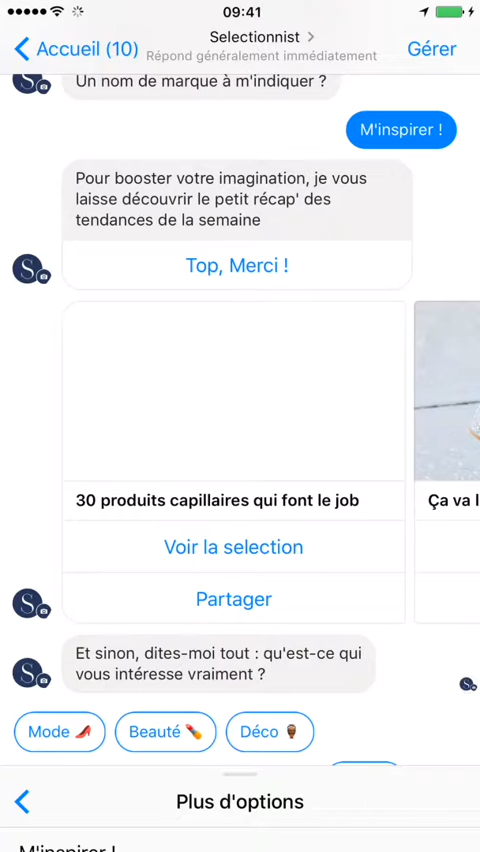 09:41
Accueil (10)
Selectionnist
Répond généralement immédiatement
Gérer
Un nom de marque à m'indiquer ?
M'inspirer !
Pour booster votre imagination, je vous
laisse découvrir le petit récap' des
tendances de la semaine
Top, Merci !
30 produits capillaires qui font le job
Ça va l
Voir la selection
Partager
Et sinon, dites-moi tout : qu'est-ce qui
vous intéresse vraiment ?
Mode
Beauté
Déco
Plus d'options
M'inspirer !